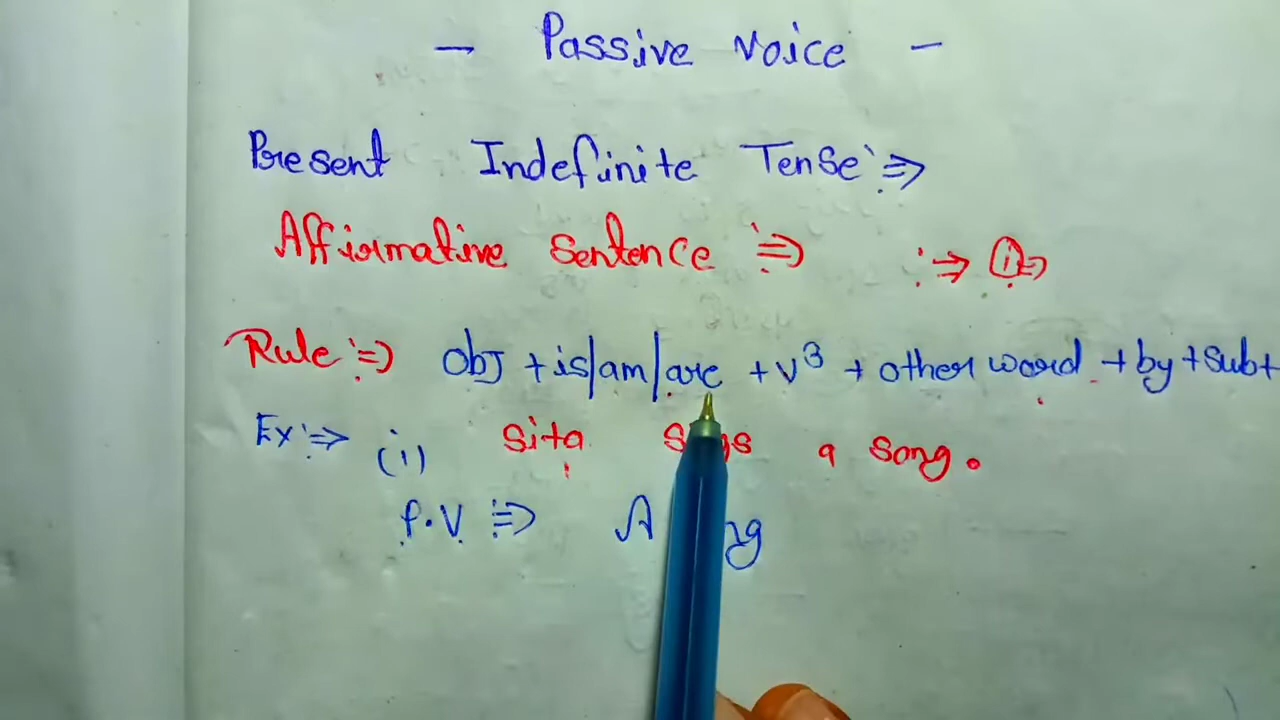 - Passive Voice -
Present Indefinite Tense :⇒
Affirmative Sentence :⇒ :→ (i)⇒
Rule :⇒ obj + is/am/are + v³ + other word + by + sub +
Ex :⇒ (i) Sita a song.
P.V :⇒ A